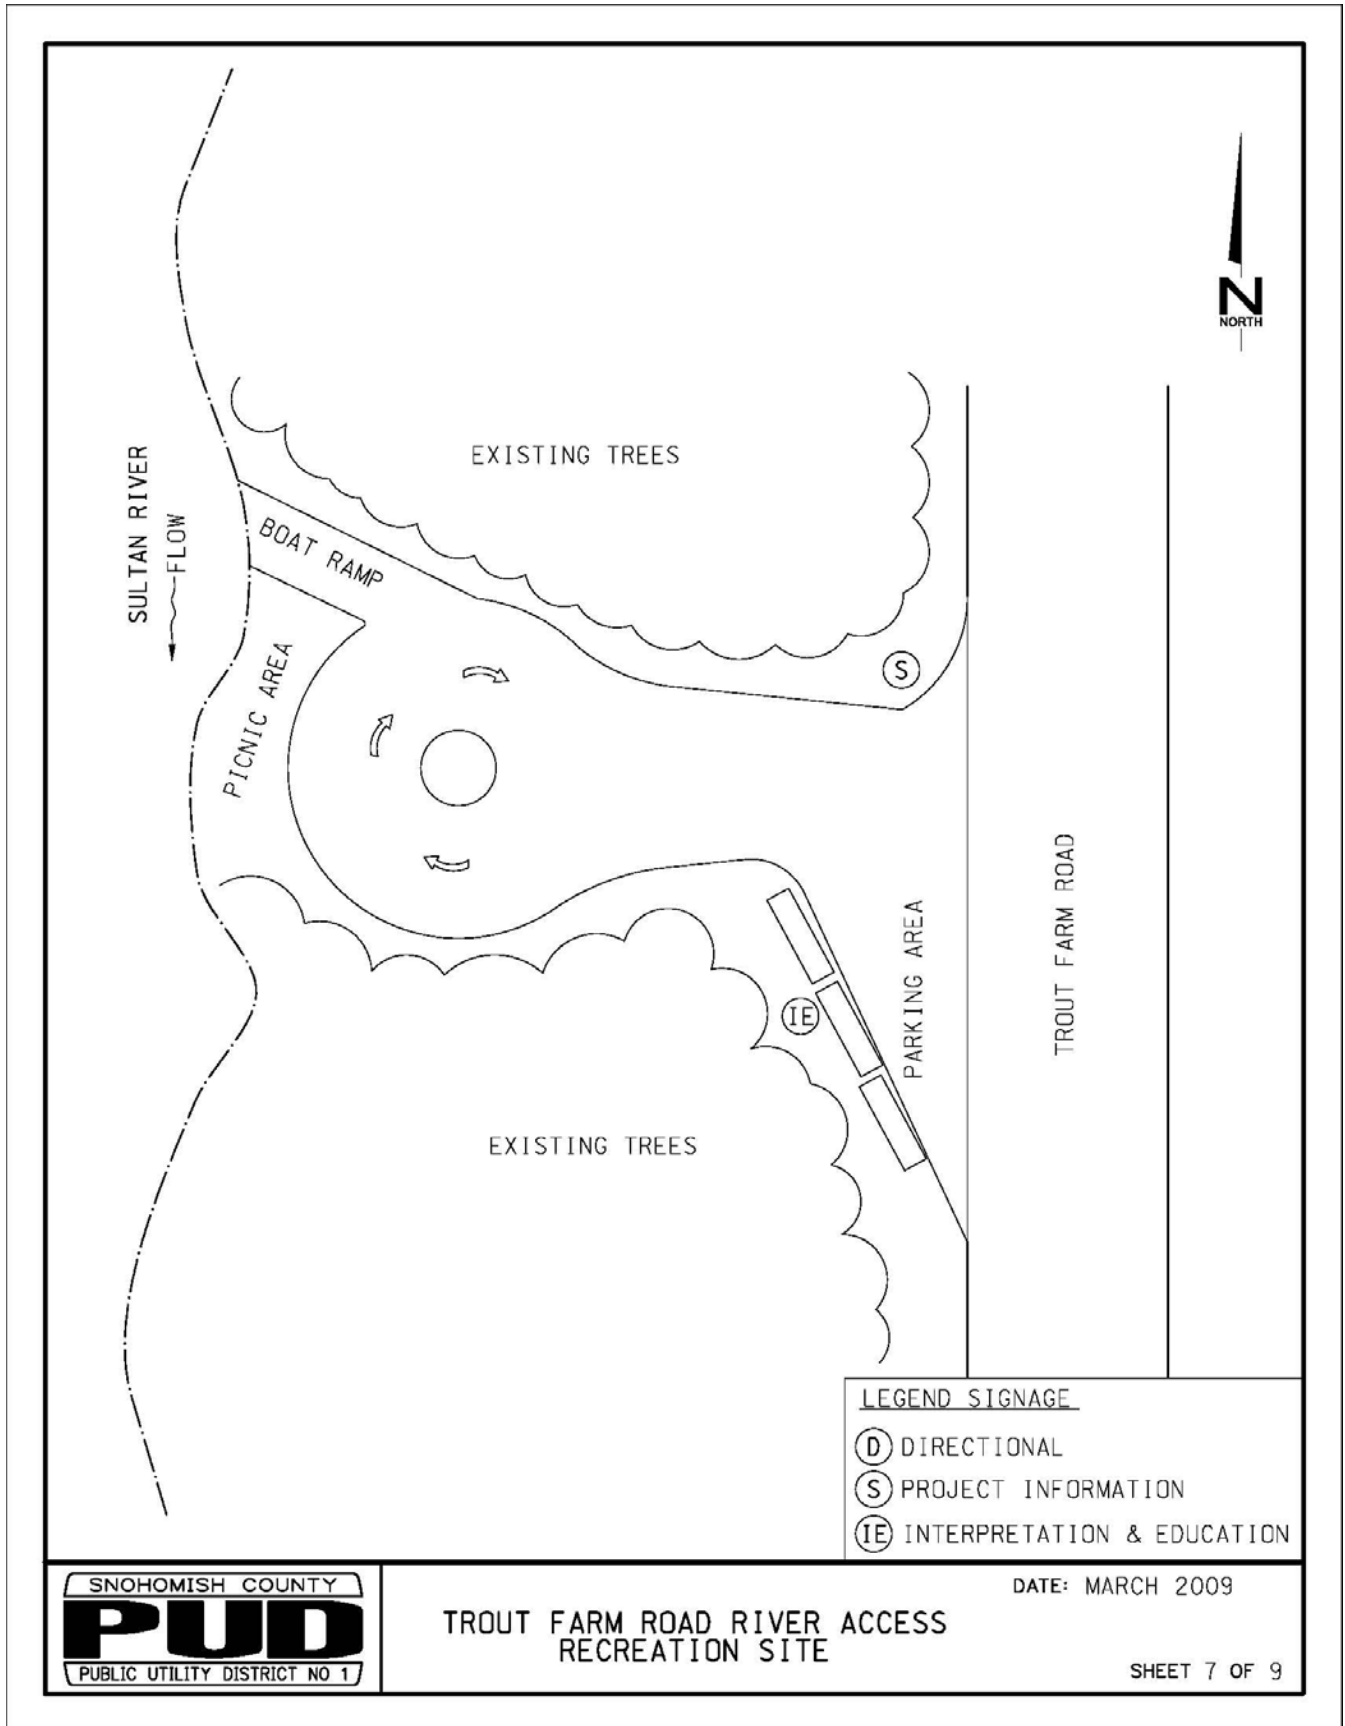 N
NORTH
EXISTING TREES
SULTAN RIVER
FLOW
BOAT RAMP
PICNIC AREA
S
TROUT FARM ROAD
PARKING AREA
IE
EXISTING TREES
LEGEND SIGNAGE
D DIRECTIONAL
S PROJECT INFORMATION
IE INTERPRETATION & EDUCATION
SNOHOMISH COUNTY
PUD
PUBLIC UTILITY DISTRICT NO 1
TROUT FARM ROAD RIVER ACCESS
RECREATION SITE
DATE: MARCH 2009
SHEET 7 OF 9